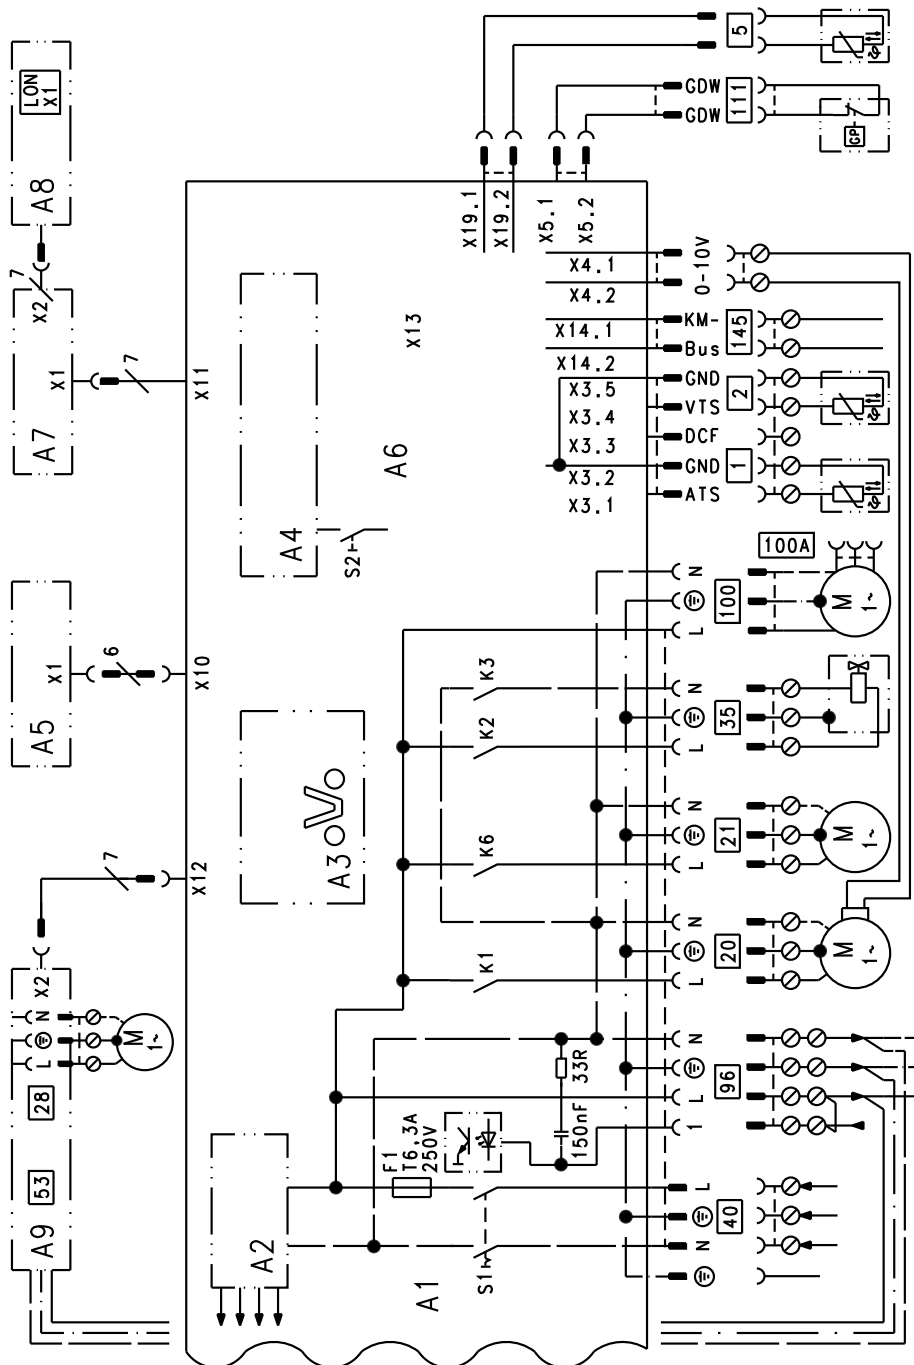 5
GDW
GDW
111
GP
LON
X1
A8
7
X2
X1
A7
7
X11
X13
A6
A4
S2
X19.1
X19.2
X5.1
X5.2
X4.1
X4.2
0-10V
X14.1
X14.2
KM-
Bus
145
X3.5
X3.4
X3.3
X3.2
X3.1
GND
VTS
DCF
GND
ATS
2
1
100A
N
L
100
M
1~
X1
A5
6
X10
K3
K2
N
L
35
A3
K6
N
L
21
M
1~
7
X12
K1
N
L
20
M
1~
X2
N
L
M
1~
28
53
A9
N
L
1
96
33R
150nF
F1
T6,3A
250V
A2
S1
A1
L
N
40